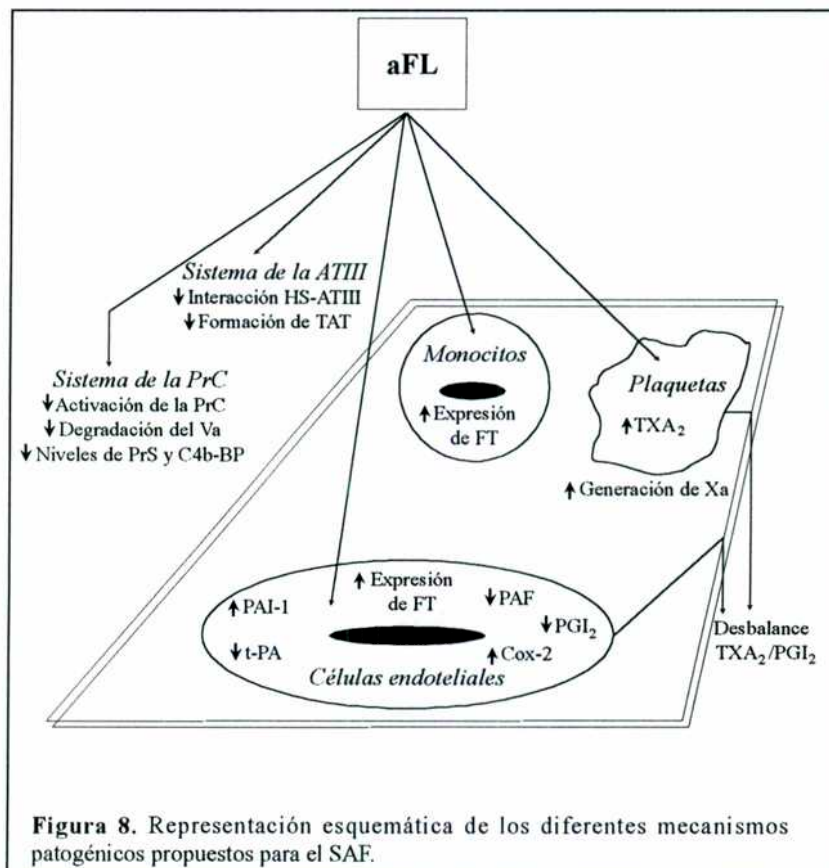 aFL
Sistema de la ATIII
↓ Interacción HS-ATIII
↓ Formación de TAT
Sistema de la PrC
↓ Activación de la PrC
↓ Degradación del Va
↓ Niveles de PrS y C4b-BP
Monocitos
↑ Expresión
de FT
Plaquetas
↑ TXA₂
↑ Generación de Xa
↑ Expresión
de FT
↑ PAI-1
↓ PAF
↓ PGI₂
↓ t-PA
↑ Cox-2
Células endoteliales
Desbalance
TXA₂/PGI₂
Figura 8. Representación esquemática de los diferentes mecanismos
patogénicos propuestos para el SAF.